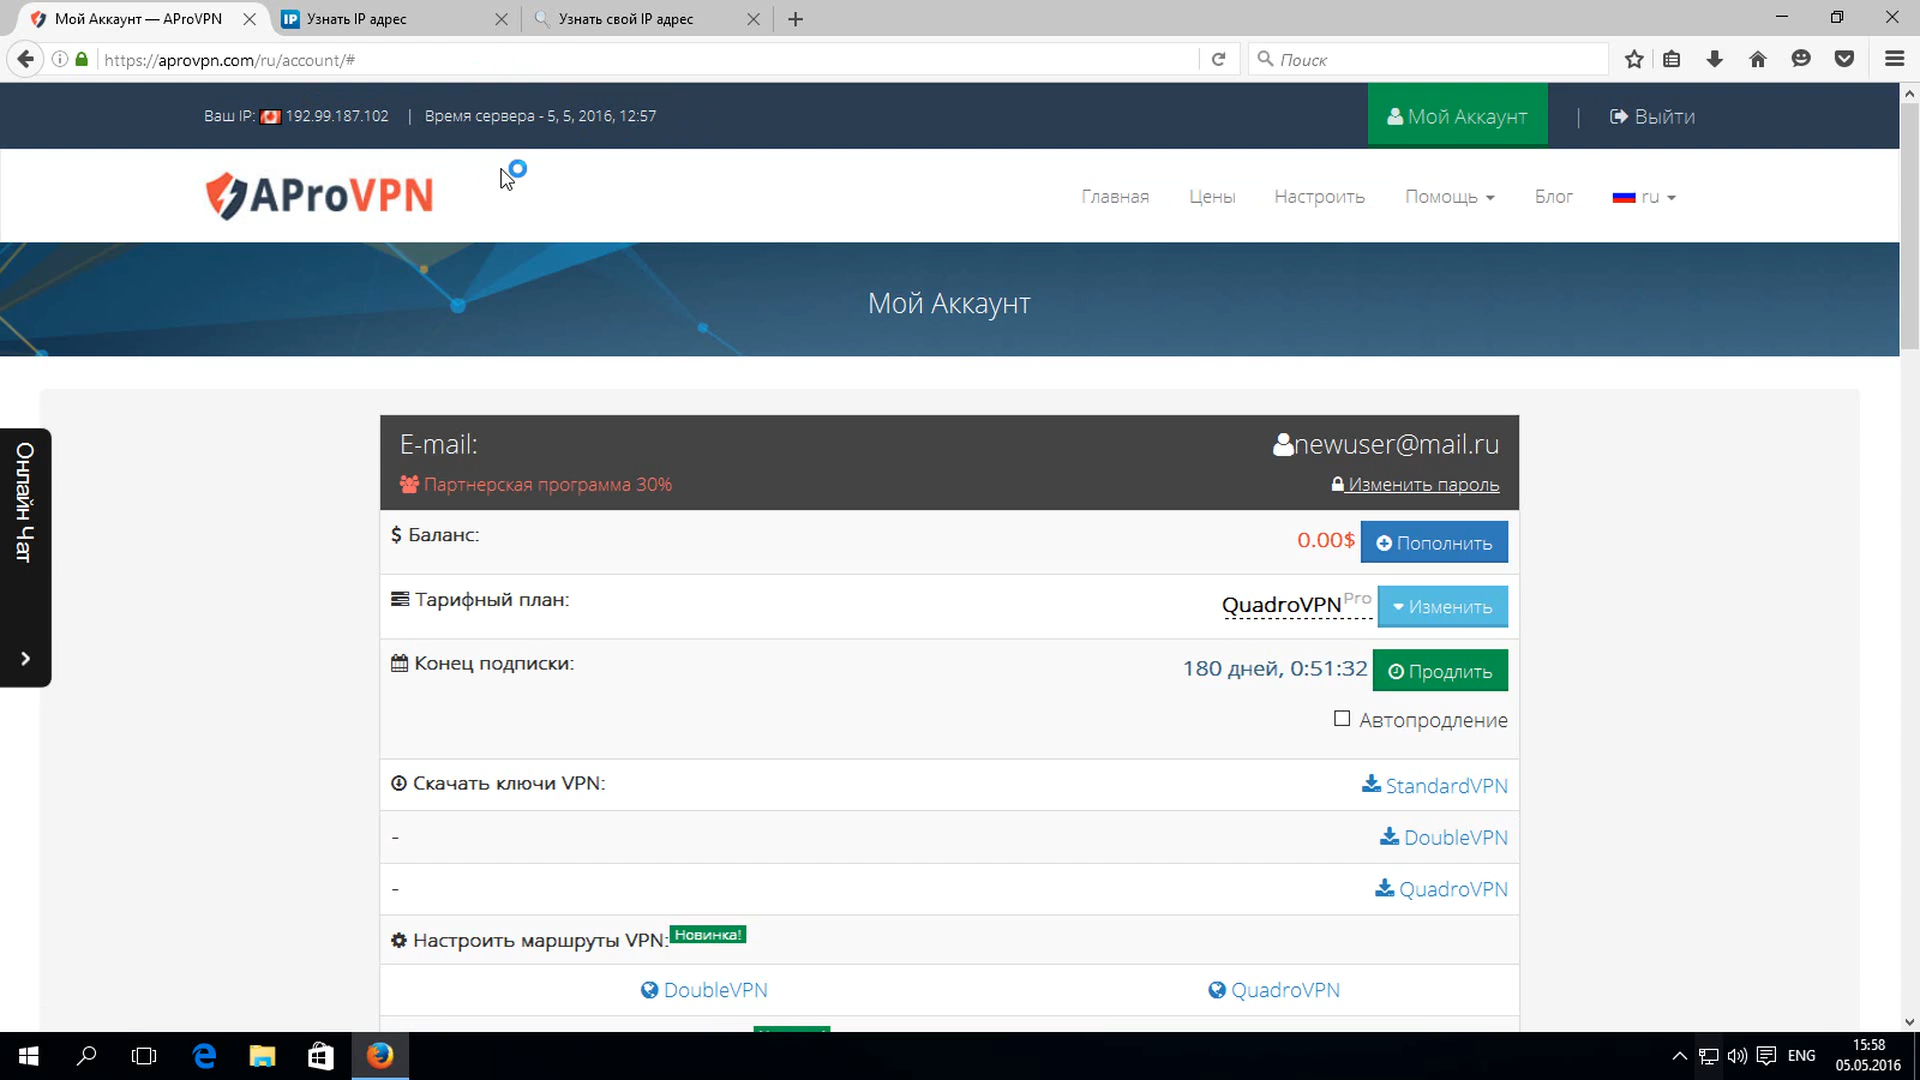 Мой Аккаунт — AProVPN
IP Узнать IP адрес
Узнать свой IP адрес
https://aprovpn.com/ru/account/#
Поиск
Ваш IP: 192.99.187.102 | Время сервера - 5, 5, 2016, 12:57
Мой Аккаунт | Выйти
AProVPN
Главная Цены Настроить Помощь Блог ru
Мой Аккаунт
Онлайн Чат
E-mail: newuser@mail.ru
Партнерская программа 30% Изменить пароль
$ Баланс: 0.00$ Пополнить
Тарифный план: QuadroVPN Pro Изменить
Конец подписки: 180 дней, 0:51:32 Продлить
Автопродление
Скачать ключи VPN: StandardVPN
- DoubleVPN
- QuadroVPN
Настроить маршруты VPN: Новинка!
DoubleVPN QuadroVPN
ENG
15:58
05.05.2016